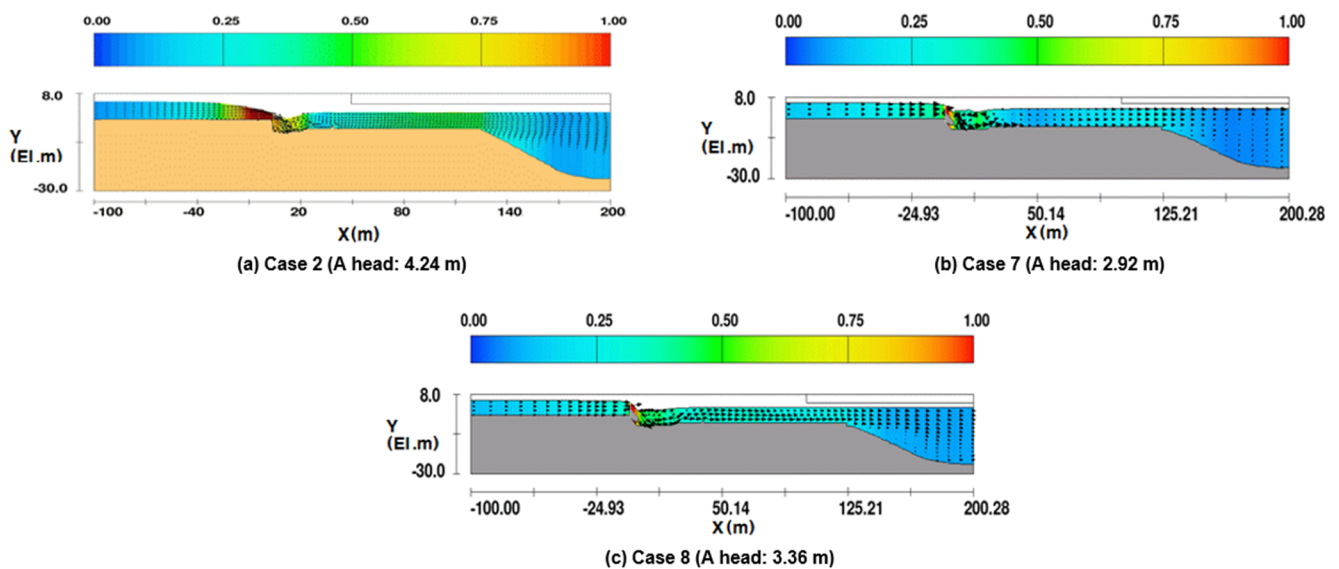 0.00 0.25 0.50 0.75 1.00
8.0
Y
(El.m)
-30.0
-100 -40 20 80 140 200
X(m)
(a) Case 2 (A head: 4.24 m)
0.00 0.25 0.50 0.75 1.00
8.0
Y
(El.m)
-30.0
-100.00 -24.93 50.14 125.21 200.28
X(m)
(b) Case 7 (A head: 2.92 m)
0.00 0.25 0.50 0.75 1.00
8.0
Y
(El.m)
-30.0
-100.00 -24.93 50.14 125.21 200.28
X(m)
(c) Case 8 (A head: 3.36 m)